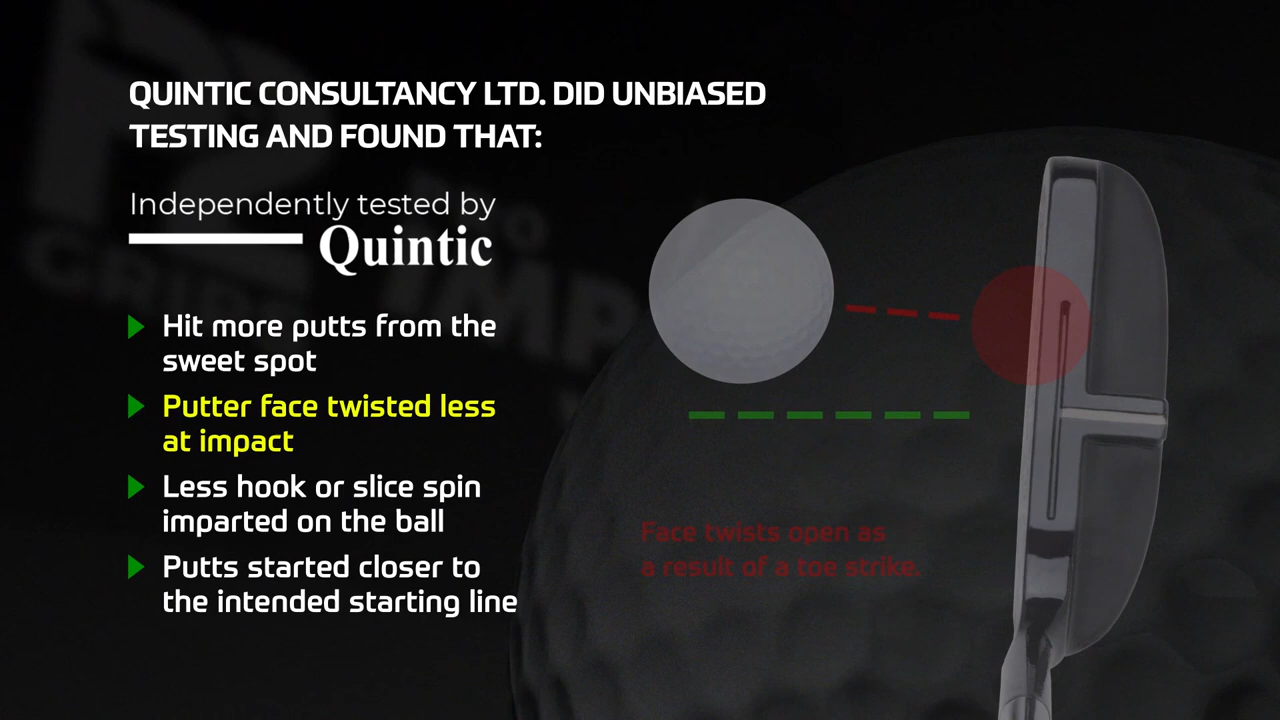 QUINTIC CONSULTANCY LTD. DID UNBIASED
TESTING AND FOUND THAT:
Independently tested by
Quintic
Hit more putts from the
sweet spot
Putter face twisted less
at impact
Less hook or slice spin
imparted on the ball
Putts started closer to
the intended starting line
Face twists open as
a result of a toe strike.